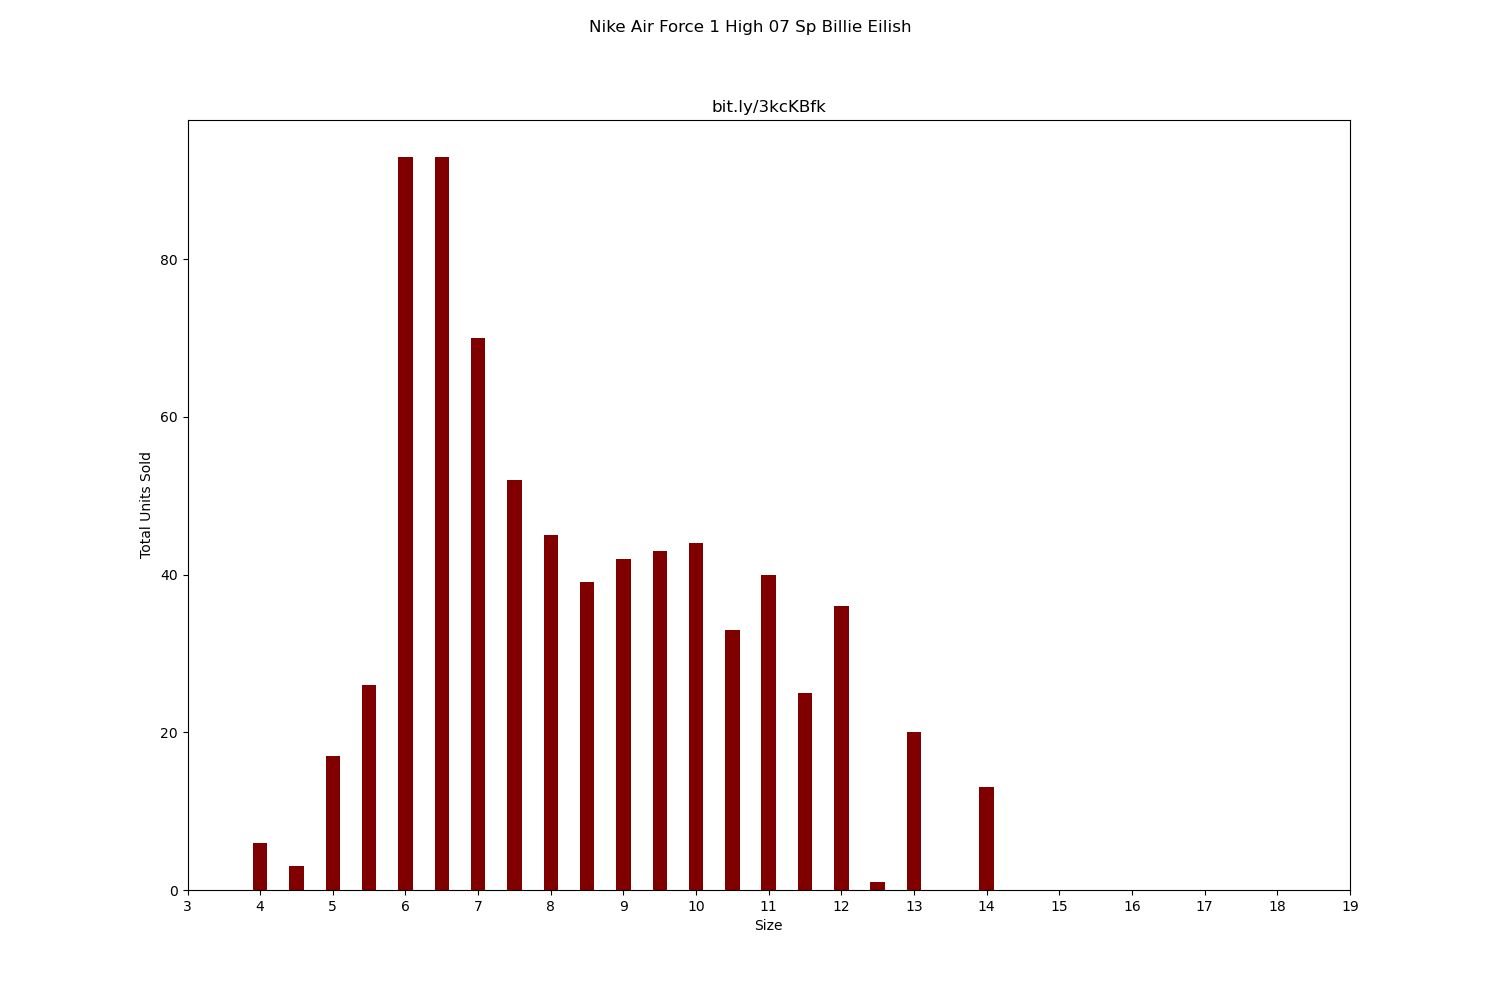 Nike Air Force 1 High 07 Sp Billie Eilish
bit.ly/3kcKBfk
Total Units Sold
80
60
40
20
0
3 4 5 6 7 8 9 10 11 12 13 14 15 16 17 18 19
Size